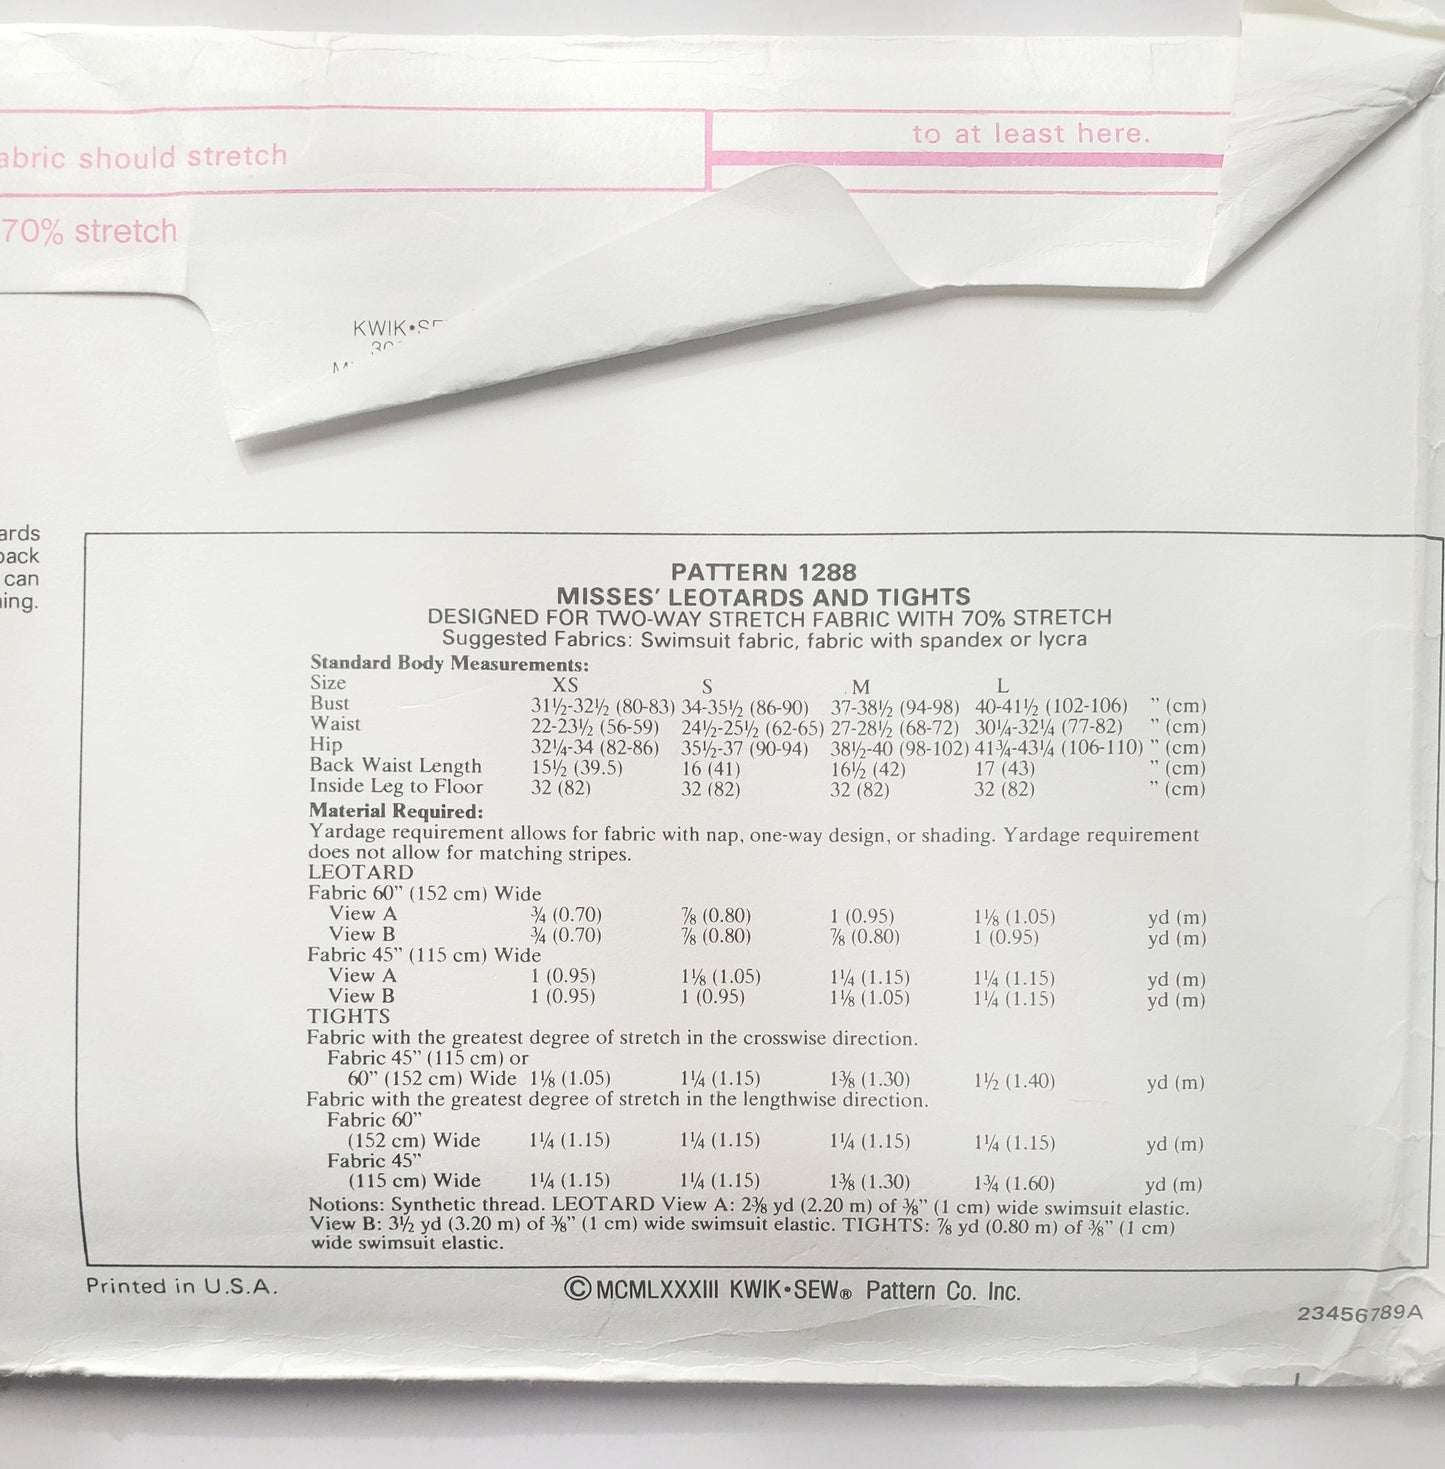 to at least here.
fabric should stretch
70% stretch
KWIK•SE
30
M
ards
back
can
ing.
PATTERN 1288
MISSES' LEOTARDS AND TIGHTS
DESIGNED FOR TWO-WAY STRETCH FABRIC WITH 70% STRETCH
Suggested Fabrics: Swimsuit fabric, fabric with spandex or lycra
Standard Body Measurements:
Size XS S M L
Bust 31½-32½ (80-83) 34-35½ (86-90) 37-38½ (94-98) 40-41½ (102-106) ” (cm)
Waist 22-23½ (56-59) 24½-25½ (62-65) 27-28½ (68-72) 30¼-32¼ (77-82) ” (cm)
Hip 32¼-34 (82-86) 35½-37 (90-94) 38½-40 (98-102) 41¾-43¼ (106-110) ” (cm)
Back Waist Length 15½ (39.5) 16 (41) 16½ (42) 17 (43) ” (cm)
Inside Leg to Floor 32 (82) 32 (82) 32 (82) 32 (82) ” (cm)
Material Required:
Yardage requirement allows for fabric with nap, one-way design, or shading. Yardage requirement
does not allow for matching stripes.
LEOTARD
Fabric 60” (152 cm) Wide
View A ¾ (0.70) ⅞ (0.80) 1 (0.95) 1⅛ (1.05) yd (m)
View B ¾ (0.70) ⅞ (0.80) ⅞ (0.80) 1 (0.95) yd (m)
Fabric 45” (115 cm) Wide
View A 1 (0.95) 1⅛ (1.05) 1¼ (1.15) 1¼ (1.15) yd (m)
View B 1 (0.95) 1 (0.95) 1⅛ (1.05) 1¼ (1.15) yd (m)
TIGHTS
Fabric with the greatest degree of stretch in the crosswise direction.
Fabric 45” (115 cm) or
60” (152 cm) Wide 1⅛ (1.05) 1¼ (1.15) 1⅜ (1.30) 1½ (1.40) yd (m)
Fabric with the greatest degree of stretch in the lengthwise direction.
Fabric 60”
(152 cm) Wide 1¼ (1.15) 1¼ (1.15) 1¼ (1.15) 1¼ (1.15) yd (m)
Fabric 45”
(115 cm) Wide 1¼ (1.15) 1¼ (1.15) 1⅜ (1.30) 1¾ (1.60) yd (m)
Notions: Synthetic thread. LEOTARD View A: 2⅜ yd (2.20 m) of ⅜” (1 cm) wide swimsuit elastic.
View B: 3½ yd (3.20 m) of ⅜” (1 cm) wide swimsuit elastic. TIGHTS: ⅞ yd (0.80 m) of ⅜” (1 cm)
wide swimsuit elastic.
Printed in U.S.A.
©MCMLXXXIII KWIK•SEW® Pattern Co. Inc.
23456789A